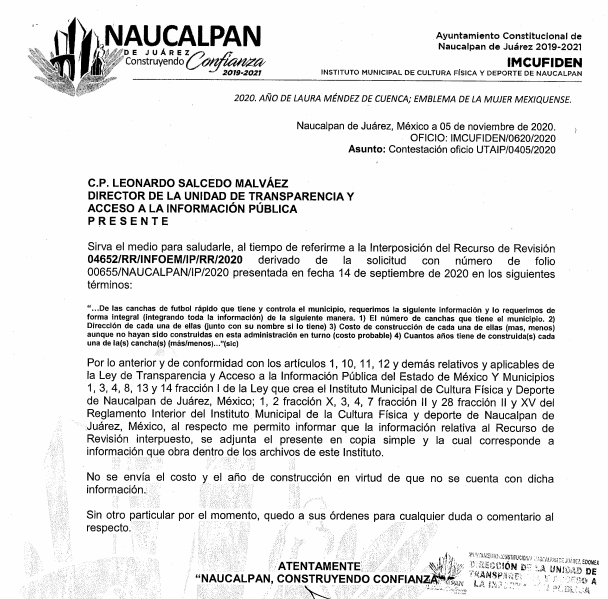 NAUCALPAN
DE JUÁREZ
Construyendo Confianza
2019-2021
Ayuntamiento Constitucional de
Naucalpan de Juárez 2019-2021
IMCUFIDEN
INSTITUTO MUNICIPAL DE CULTURA FÍSICA Y DEPORTE DE NAUCALPAN
2020. AÑO DE LAURA MÉNDEZ DE CUENCA; EMBLEMA DE LA MUJER MEXIQUENSE.
Naucalpan de Juárez, México a 05 de noviembre de 2020.
OFICIO: IMCUFIDEN/0620/2020
Asunto: Contestación oficio UTAIP/0405/2020
C.P. LEONARDO SALCEDO MALVÁEZ
DIRECTOR DE LA UNIDAD DE TRANSPARENCIA Y
ACCESO A LA INFORMACIÓN PÚBLICA
P R E S E N T E
Sirva el medio para saludarle, al tiempo de referirme a la Interposición del Recurso de Revisión
04652/RR/INFOEM/IP/RR/2020 derivado de la solicitud con número de folio
00655/NAUCALPAN/IP/2020 presentada en fecha 14 de septiembre de 2020 en los siguientes
términos:
"...De las canchas de futbol rápido que tiene y controla el municipio, requerimos la siguiente información y lo requerimos de
forma integral (integrando toda la información) de la siguiente manera. 1) El número de canchas que tiene el municipio. 2)
Dirección de cada una de ellas (junto con su nombre si lo tiene) 3) Costo de construcción de cada una de ellas (mas, menos)
aunque no hayan sido construidas en esta administración en turno (costo probable) 4) Cuantos años tiene de construida(s) cada
una de la(s) cancha(s) (más/menos)..."(sic)
Por lo anterior y de conformidad con los artículos 1, 10, 11, 12 y demás relativos y aplicables de
la Ley de Transparencia y Acceso a la Información Pública del Estado de México Y Municipios
1, 3, 4, 8, 13 y 14 fracción I de la Ley que crea el Instituto Municipal de Cultura Física y Deporte
de Naucalpan de Juárez, México; 1, 2 fracción X, 3, 4, 7 fracción II y 28 fracción II y XV del
Reglamento Interior del Instituto Municipal de la Cultura Física y deporte de Naucalpan de
Juárez, México, al respecto me permito informar que la información relativa al Recurso de
Revisión interpuesto, se adjunta el presente en copia simple y la cual corresponde a
información que obra dentro de los archivos de este Instituto.
No se envía el costo y el año de construcción en virtud de que no se cuenta con dicha
información.
Sin otro particular por el momento, quedo a sus órdenes para cualquier duda o comentario al
respecto.
ATENTAMENTE
"NAUCALPAN, CONSTRUYENDO CONFIANZA"
DIRECCIÓN DE LA UNIDAD DE